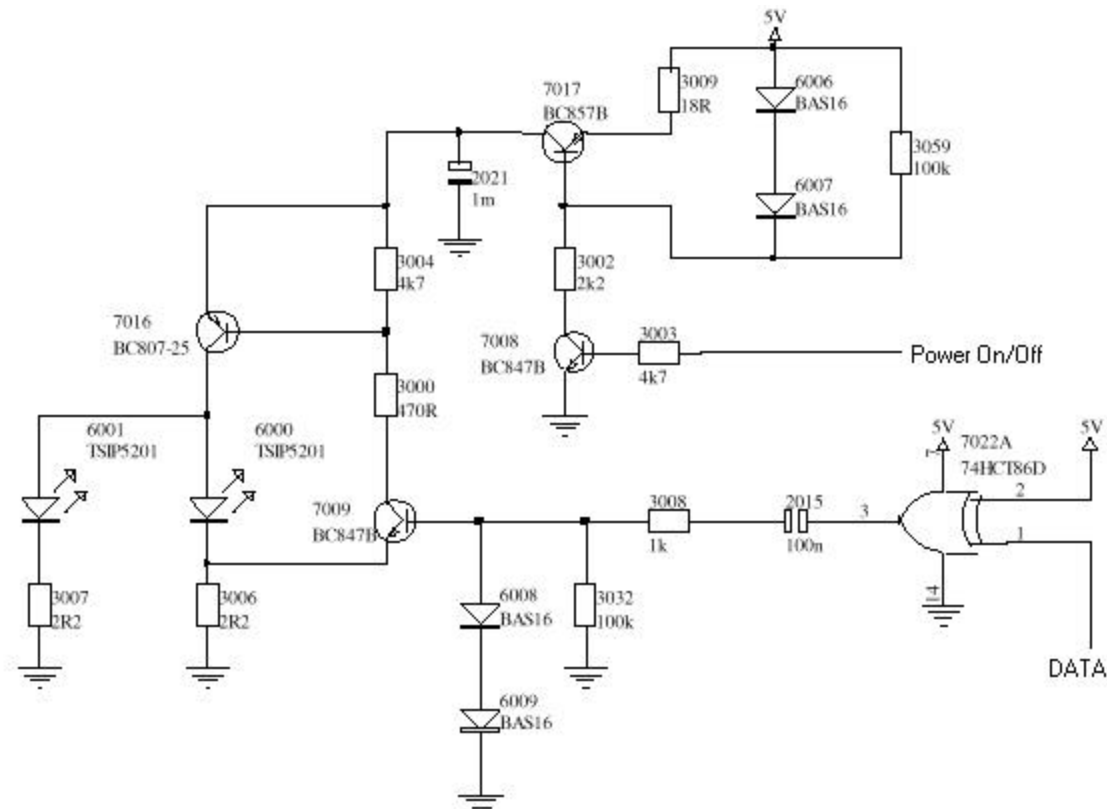 5V
3009
18R
6006
BAS16
3059
100k
6007
BAS16
7017
BC857B
2021
1m
3004
4k7
3002
2k2
7016
BC807-25
7008
BC847B
3003
4k7
Power On/Off
3000
470R
6001
TSIP5201
6000
TSIP5201
7009
BC847B
3008
1k
2015
100n
3
5V
7
7022A
74HCT86D
5V
2
1
14
DATA
3007
2R2
3006
2R2
6008
BAS16
3032
100k
6009
BAS16